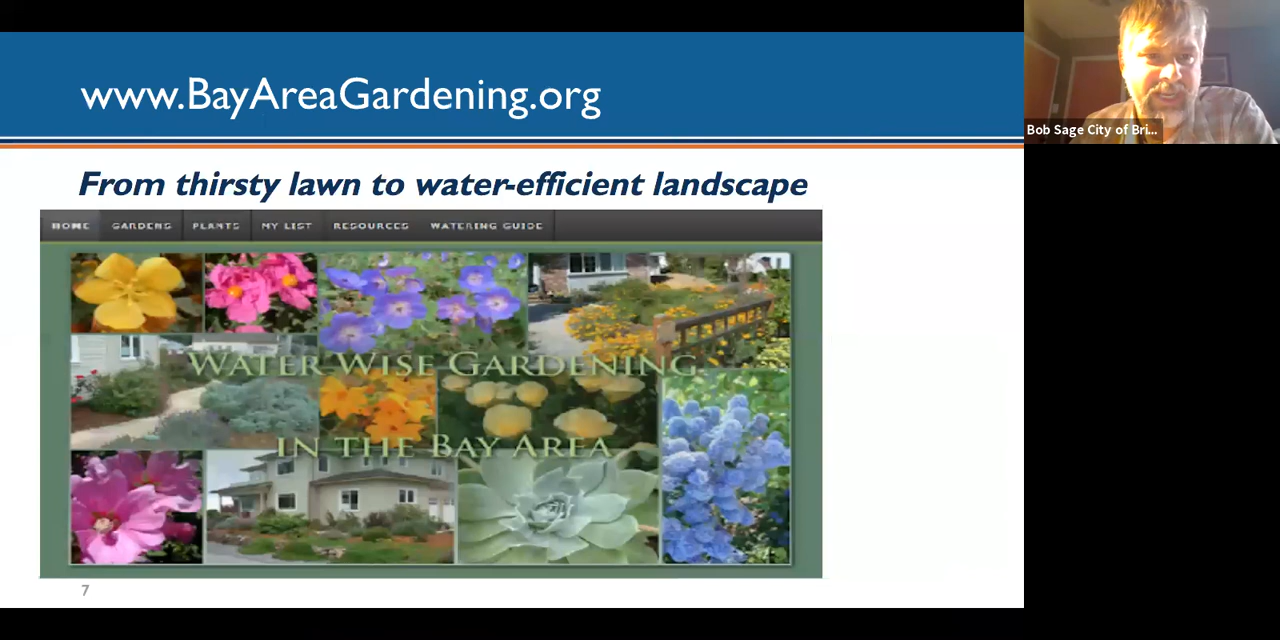 www.BayAreaGardening.org
Bob Sage City of Bri...
From thirsty lawn to water-efficient landscape
HOME GARDENS PLANTS MY LIST RESOURCES WATERING GUIDE
WATER WISE GARDENING
IN THE BAY AREA
7